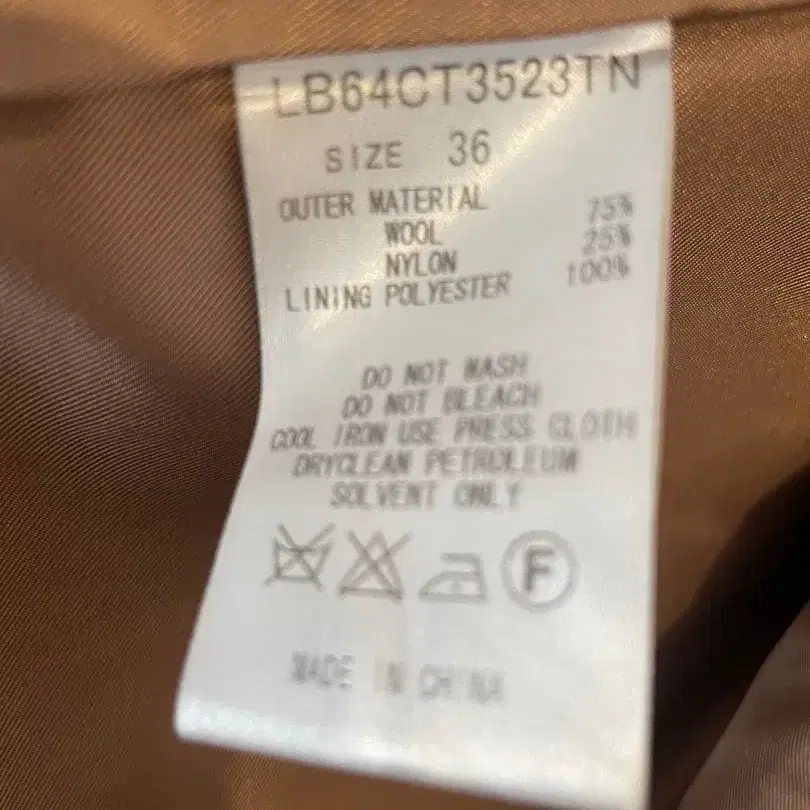 LB64CT3523TN
SIZE 36
OUTER MATERIAL
WOOL 75%
NYLON 25%
LINING POLYESTER 100%
DO NOT WASH
DO NOT BLEACH
COOL IRON USE PRESS CLOTH
DRYCLEAN PETROLEUM
SOLVENT ONLY
F
MADE IN CHINA